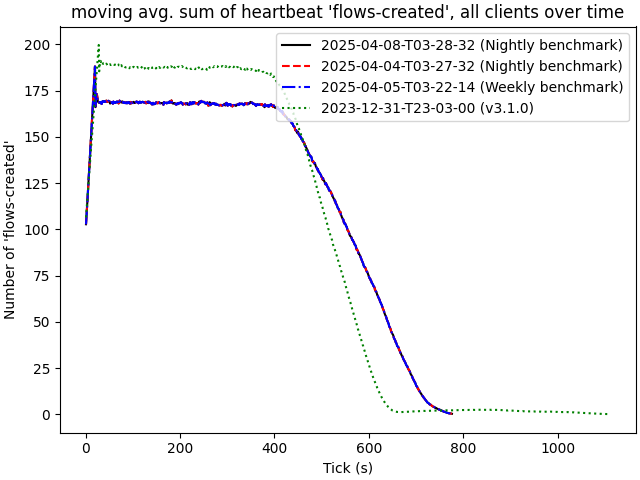 moving avg. sum of heartbeat 'flows-created', all clients over time
2025-04-08-T03-28-32 (Nightly benchmark)
2025-04-04-T03-27-32 (Nightly benchmark)
2025-04-05-T03-22-14 (Weekly benchmark)
2023-12-31-T23-03-00 (v3.1.0)
Number of 'flows-created'
200
175
150
125
100
75
50
25
0
0 200 400 600 800 1000
Tick (s)